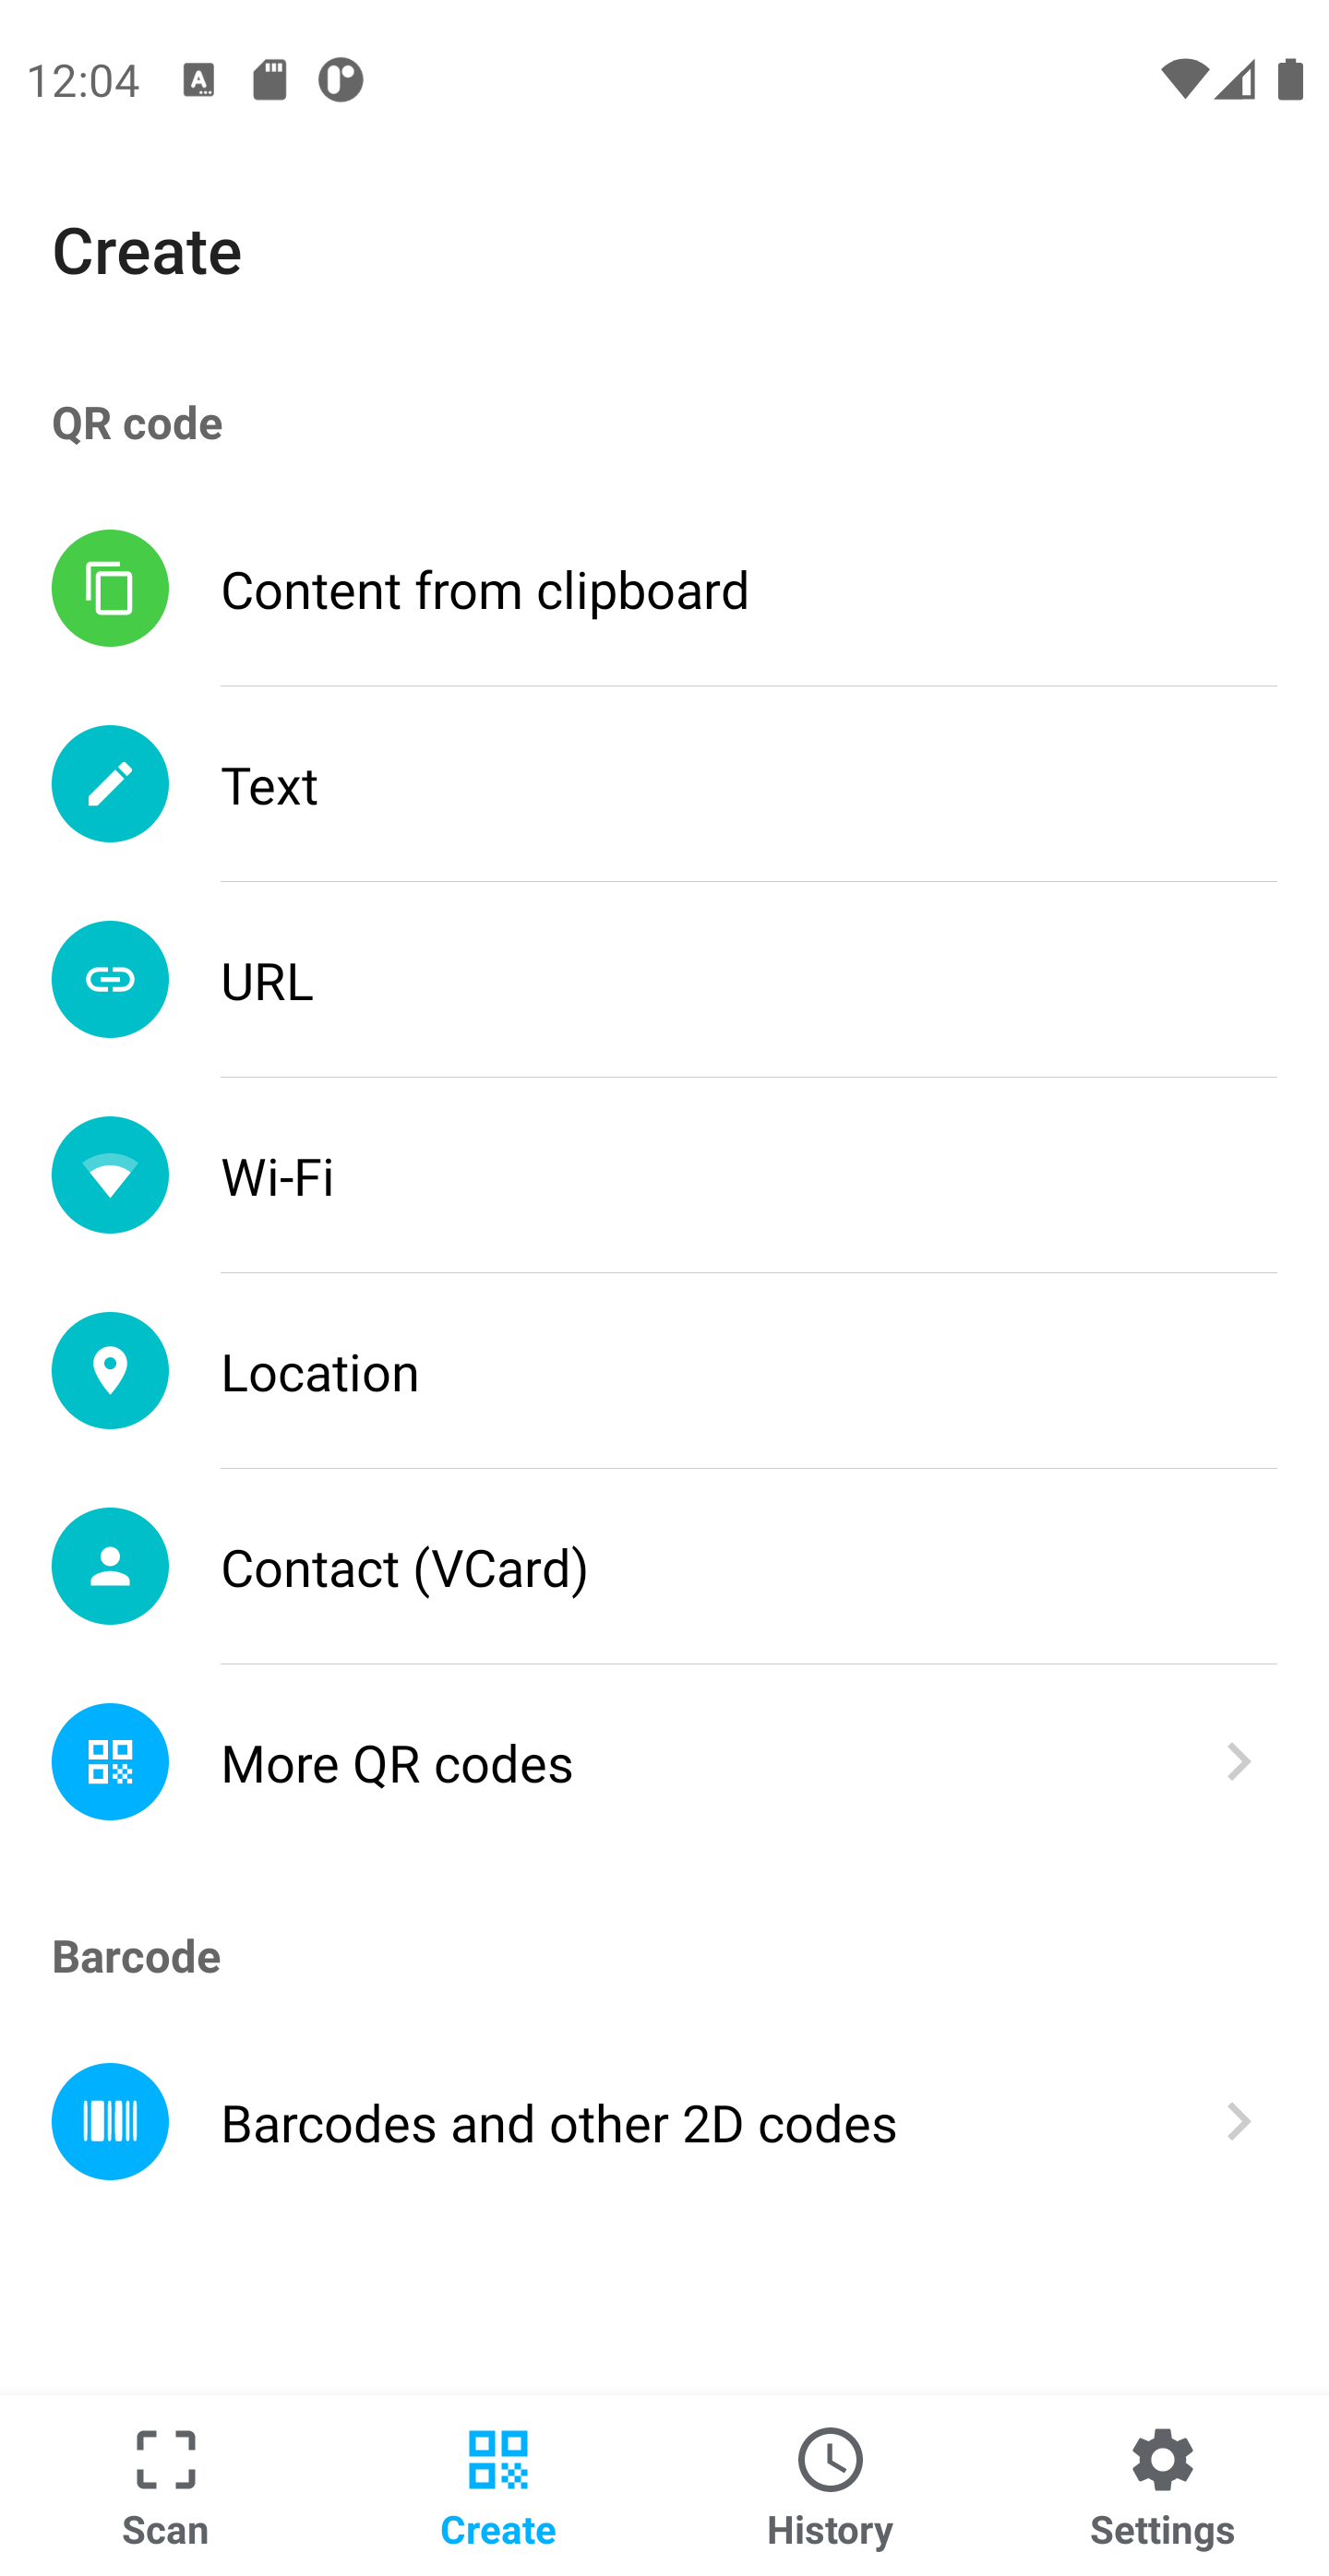 12:04
Create
QR code
Content from clipboard
Text
URL
Wi-Fi
Location
Contact (VCard)
More QR codes
Barcode
Barcodes and other 2D codes
Scan
Create
History
Settings